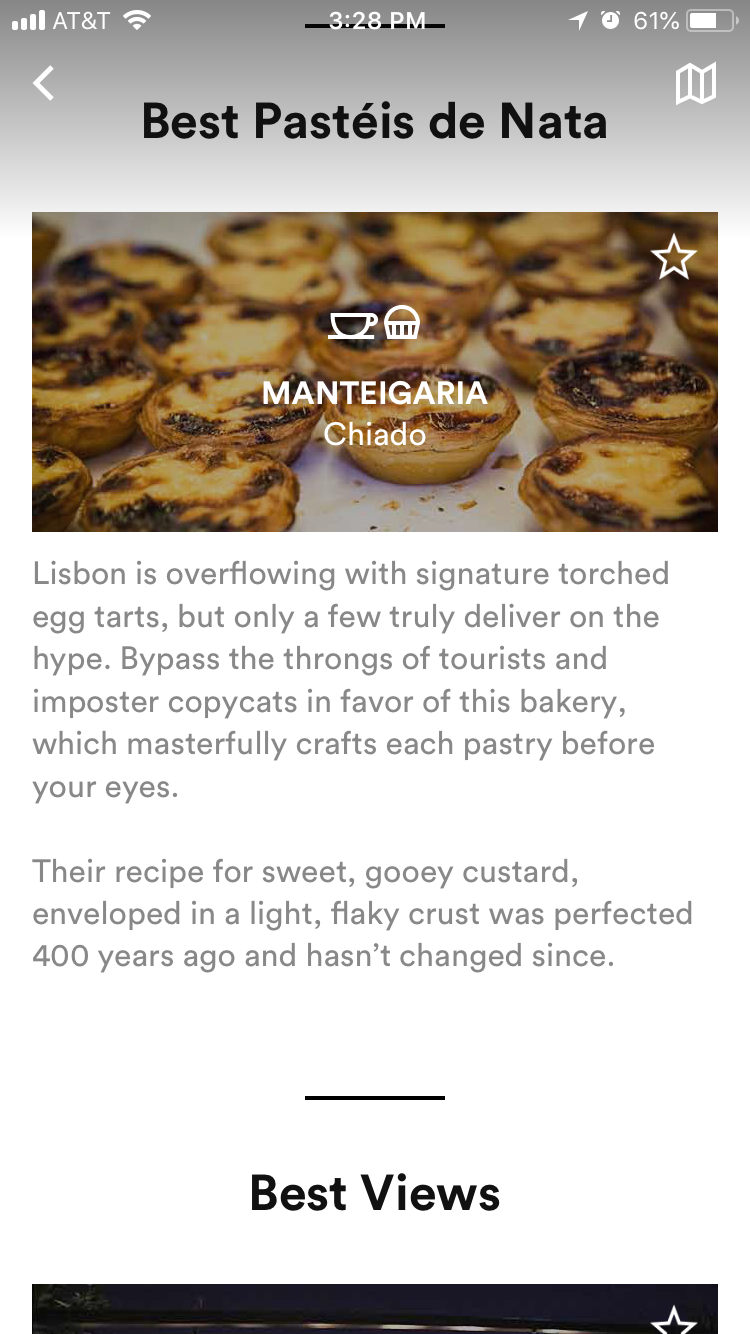 AT&T 3:28 PM 61%
Best Pastéis de Nata
MANTEIGARIA
Chiado
Lisbon is overflowing with signature torched
egg tarts, but only a few truly deliver on the
hype. Bypass the throngs of tourists and
imposter copycats in favor of this bakery,
which masterfully crafts each pastry before
your eyes.
Their recipe for sweet, gooey custard,
enveloped in a light, flaky crust was perfected
400 years ago and hasn’t changed since.
Best Views